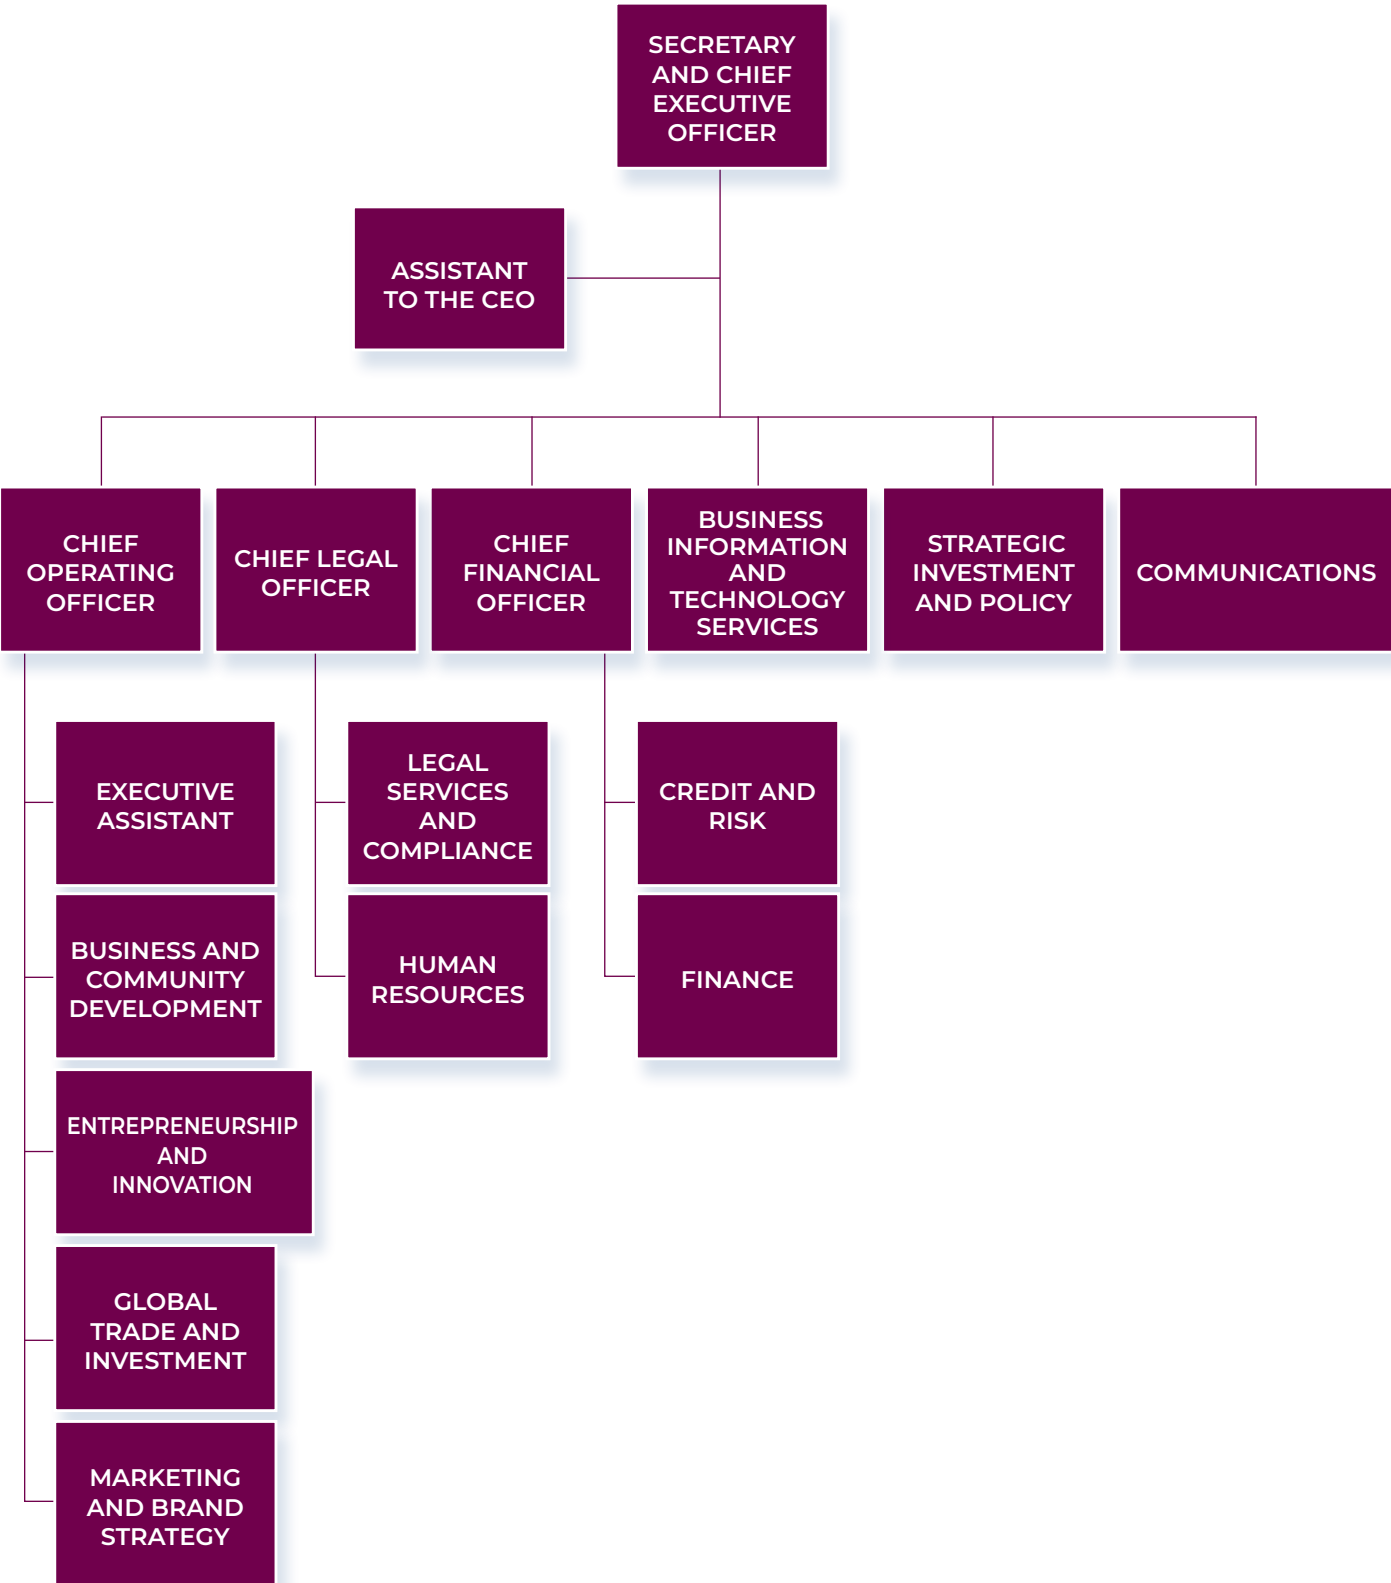 SECRETARY
AND CHIEF
EXECUTIVE
OFFICER
ASSISTANT
TO THE CEO
CHIEF
OPERATING
OFFICER
CHIEF LEGAL
OFFICER
CHIEF
FINANCIAL
OFFICER
BUSINESS
INFORMATION
AND
TECHNOLOGY
SERVICES
STRATEGIC
INVESTMENT
AND POLICY
COMMUNICATIONS
EXECUTIVE
ASSISTANT
BUSINESS AND
COMMUNITY
DEVELOPMENT
ENTREPRENEURSHIP
AND
INNOVATION
GLOBAL
TRADE AND
INVESTMENT
MARKETING
AND BRAND
STRATEGY
LEGAL
SERVICES
AND
COMPLIANCE
HUMAN
RESOURCES
CREDIT AND
RISK
FINANCE